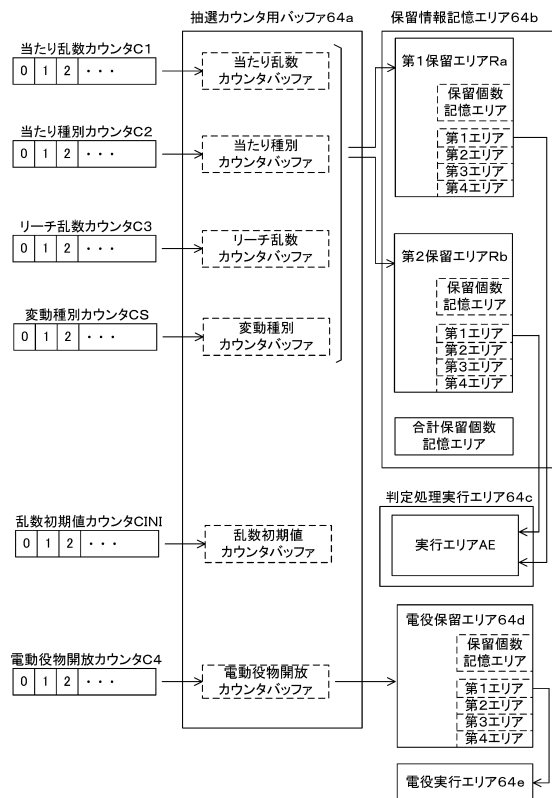 抽選カウンタ用バッファ64a
保留情報記憶エリア64b
当たり乱数カウンタC1
0 1 2 ・・・
当たり乱数
カウンタバッファ
当たり種別カウンタC2
0 1 2 ・・・
当たり種別
カウンタバッファ
リーチ乱数カウンタC3
0 1 2 ・・・
リーチ乱数
カウンタバッファ
変動種別カウンタCS
0 1 2 ・・・
変動種別
カウンタバッファ
乱数初期値カウンタCINI
0 1 2 ・・・
乱数初期値
カウンタバッファ
電動役物開放カウンタC4
0 1 2 ・・・
電動役物開放
カウンタバッファ
第1保留エリアRa
保留個数
記憶エリア
第1エリア
第2エリア
第3エリア
第4エリア
第2保留エリアRb
保留個数
記憶エリア
第1エリア
第2エリア
第3エリア
第4エリア
合計保留個数
記憶エリア
判定処理実行エリア64c
実行エリアAE
電役保留エリア64d
保留個数
記憶エリア
第1エリア
第2エリア
第3エリア
第4エリア
電役実行エリア64e